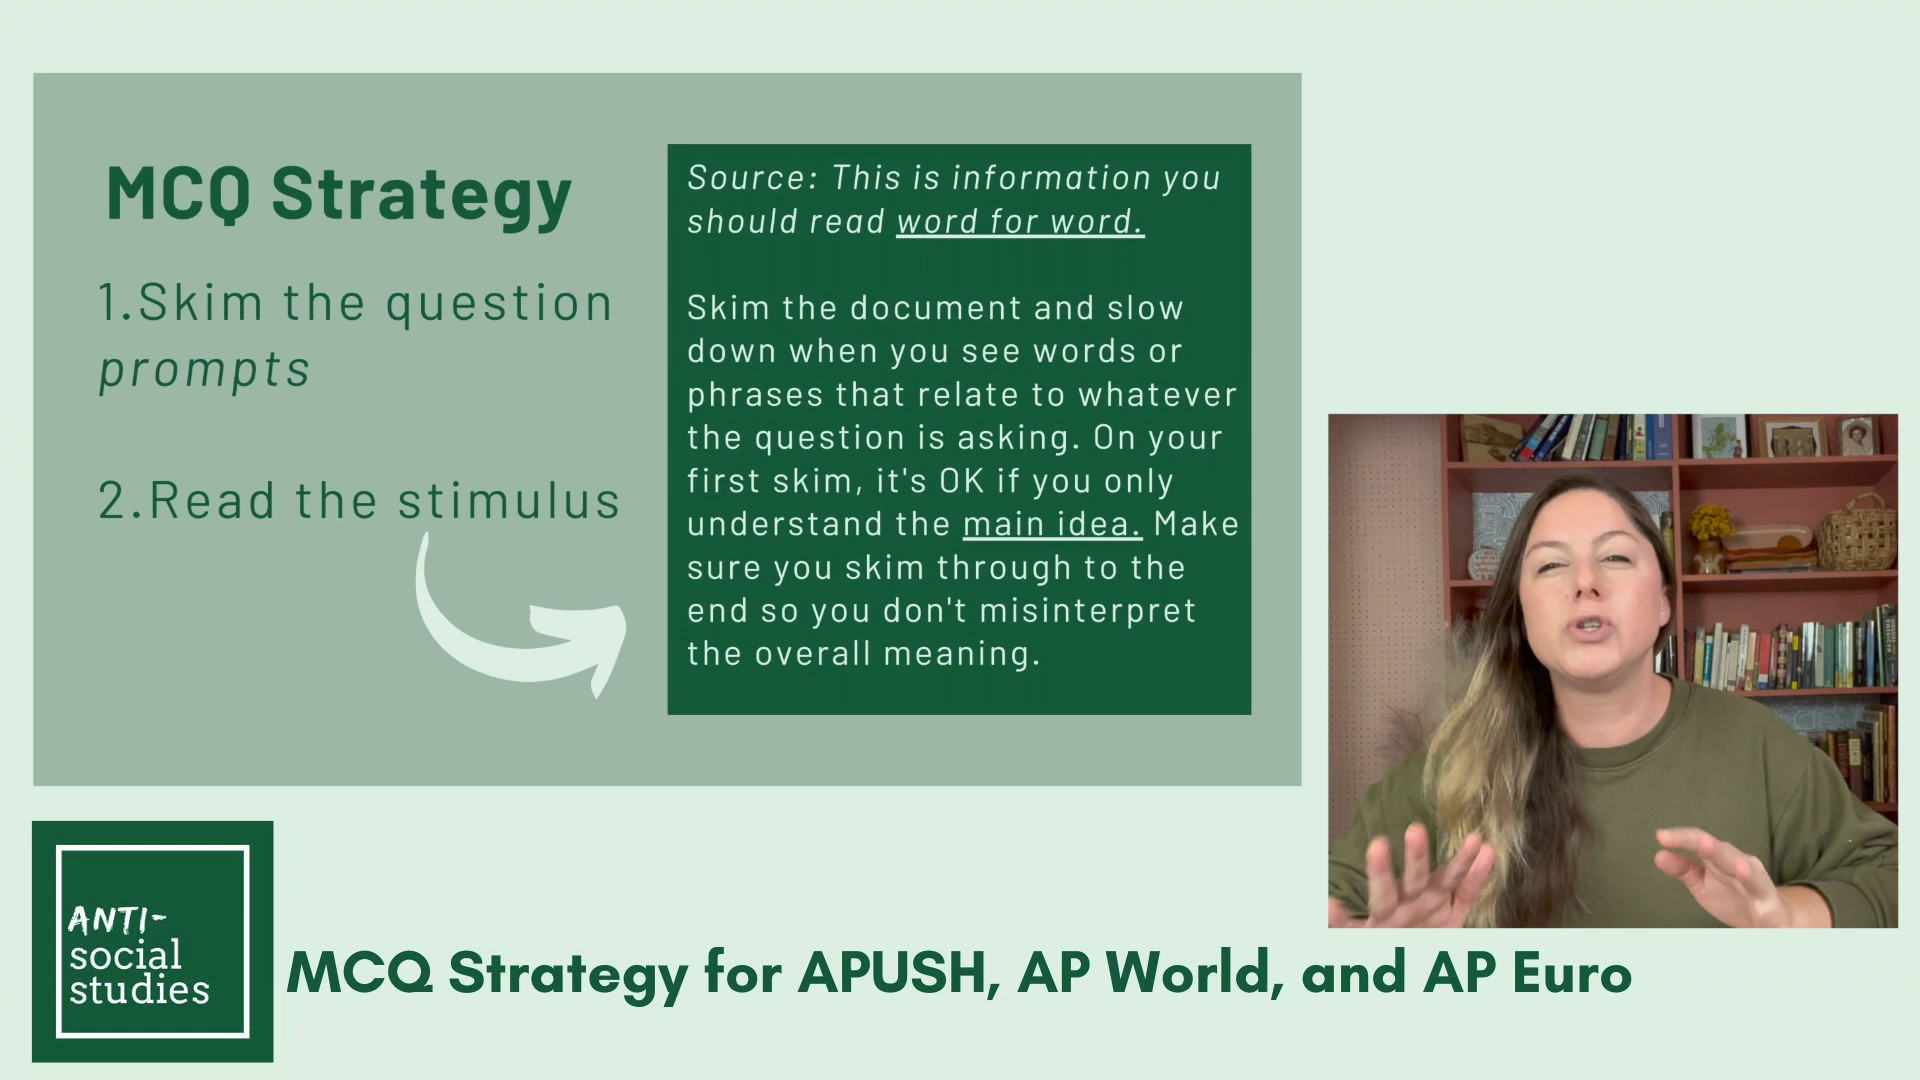 MCQ Strategy
1.Skim the question
prompts
2.Read the stimulus
Source: This is information you
should read word for word.
Skim the document and slow
down when you see words or
phrases that relate to whatever
the question is asking. On your
first skim, it's OK if you only
understand the main idea. Make
sure you skim through to the
end so you don't misinterpret
the overall meaning.
ANTI-
social
studies
MCQ Strategy for APUSH, AP World, and AP Euro